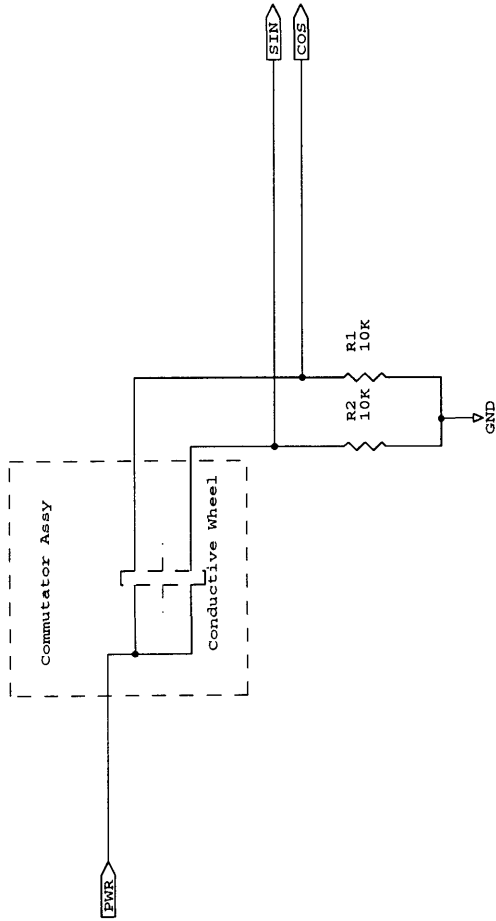 PWR
Commutator Assy
Conductive Wheel
SIN
COS
R1
10K
R2
10K
GND